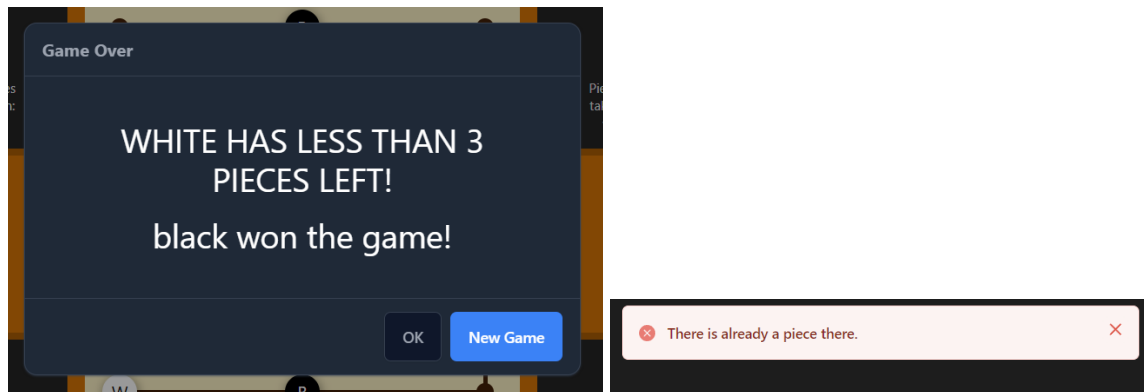 Game Over
WHITE HAS LESS THAN 3
PIECES LEFT!
black won the game!
OK
New Game
W
There is already a piece there.